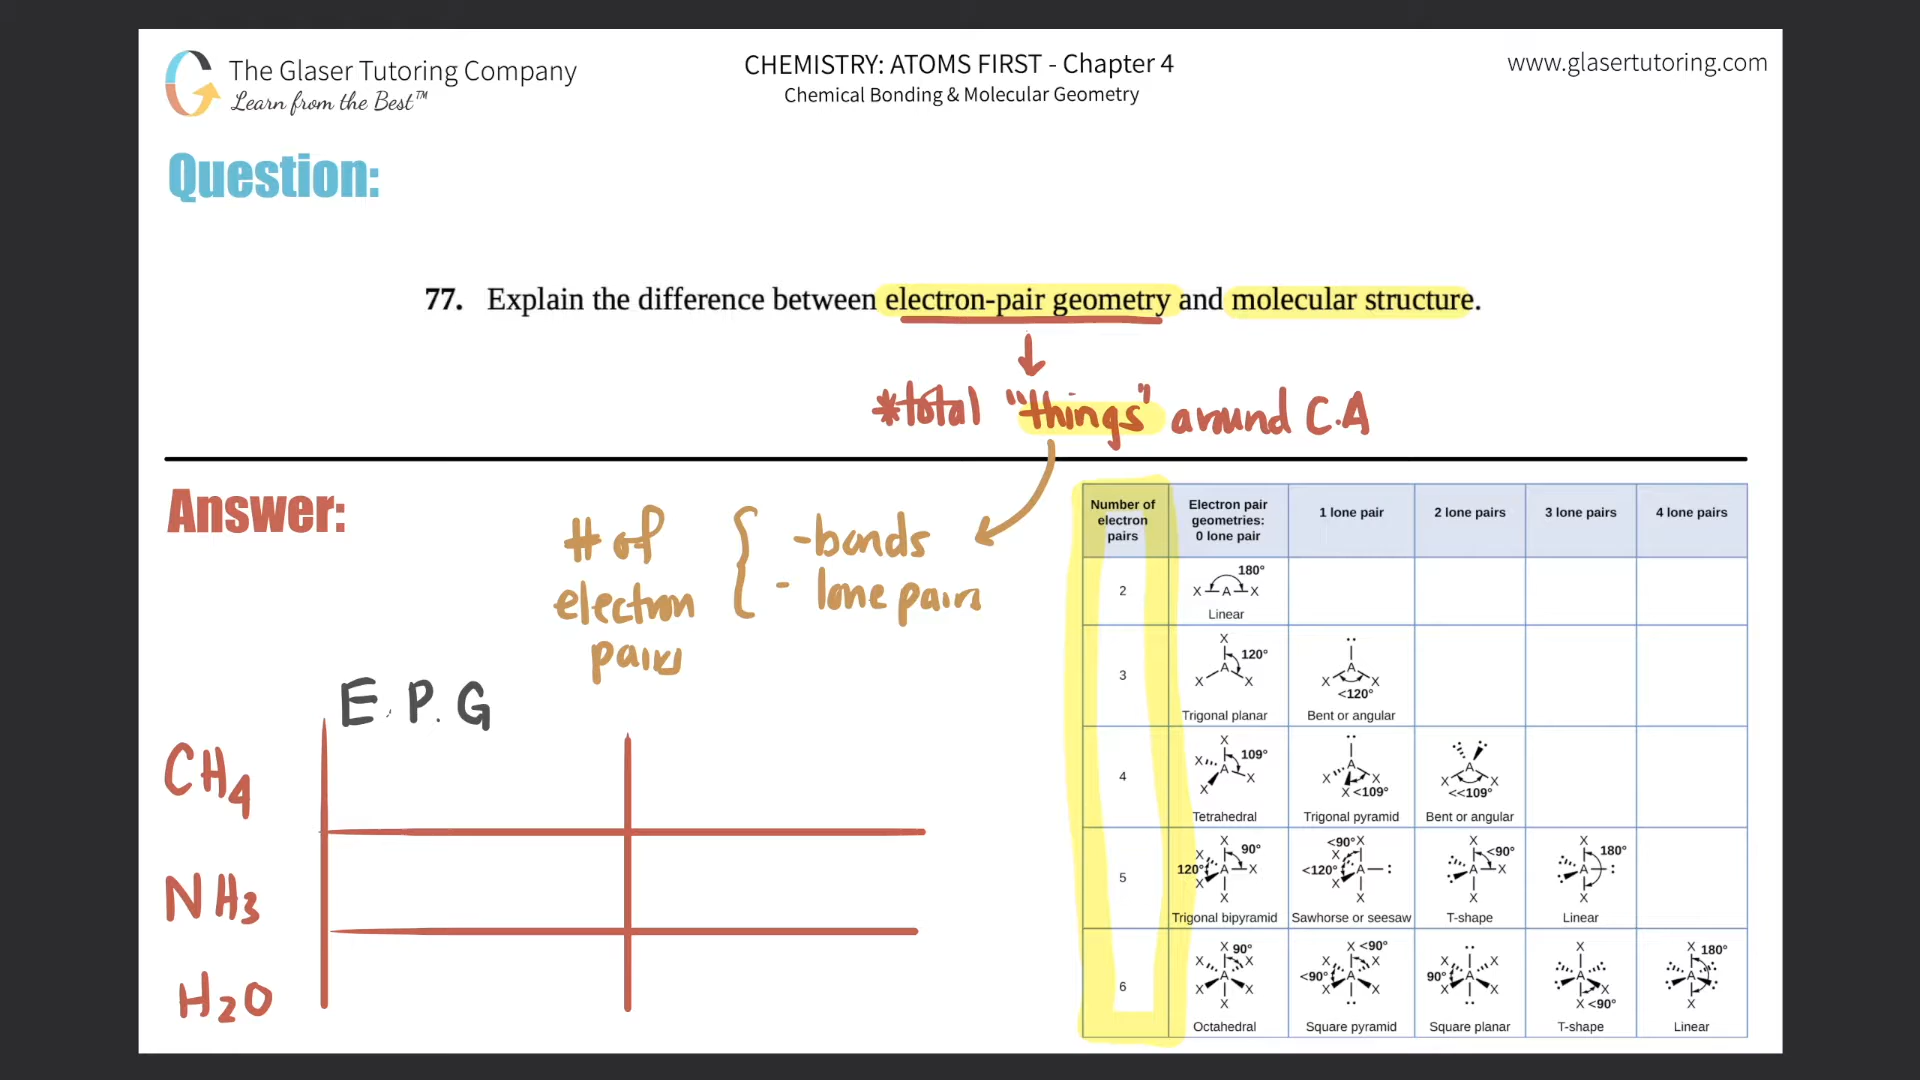 The Glaser Tutoring Company
Learn from the Best™
CHEMISTRY: ATOMS FIRST - Chapter 4
Chemical Bonding & Molecular Geometry
www.glasertutoring.com
Question:
77. Explain the difference between electron-pair geometry and molecular structure.
*total "things" around C.A
Answer:
# of electron pairs
-bonds
- lone pairs
E.P.G
CH4
NH3
H2O
Number of electron pairs
Electron pair geometries: 0 lone pair
1 lone pair
2 lone pairs
3 lone pairs
4 lone pairs
2
180°
X A X
Linear
3
X
120°
A
X X
Trigonal planar
..
A
X X
<120°
Bent or angular
4
X
109°
X A
X X
Tetrahedral
..
A
X X
X <109°
Trigonal pyramid
A
X X
<<109°
Bent or angular
5
X 90°
X
120° A X
X
X
Trigonal bipyramid
<90° X
X
<120° A :
X
X
Sawhorse or seesaw
X <90°
A X
X
T-shape
X 180°
A :
X
Linear
6
X 90°
X X
A
X X
X
Octahedral
X <90°
X X
<90° A
X X
..
Square pyramid
..
X X
90° A
X X
..
Square planar
X
A
X
X <90°
T-shape
X 180°
A
X
Linear